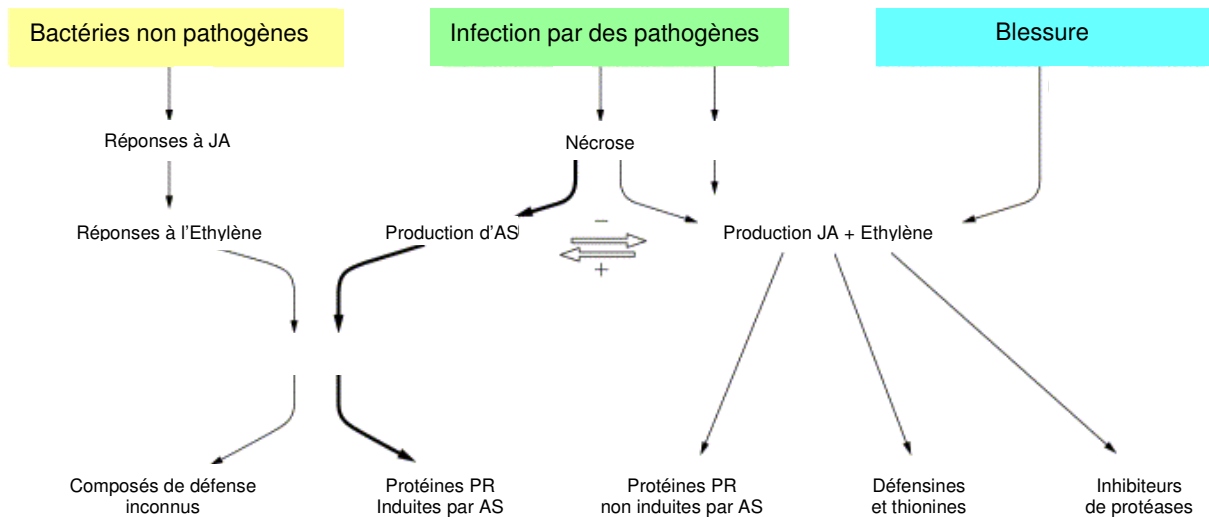 Bactéries non pathogènes
Infection par des pathogènes
Blessure
Réponses à JA
Nécrose
Réponses à l'Ethylène
Production d'AS
−
+
Production JA + Ethylène
Composés de défense
inconnus
Protéines PR
Induites par AS
Protéines PR
non induites par AS
Défensines
et thionines
Inhibiteurs
de protéases